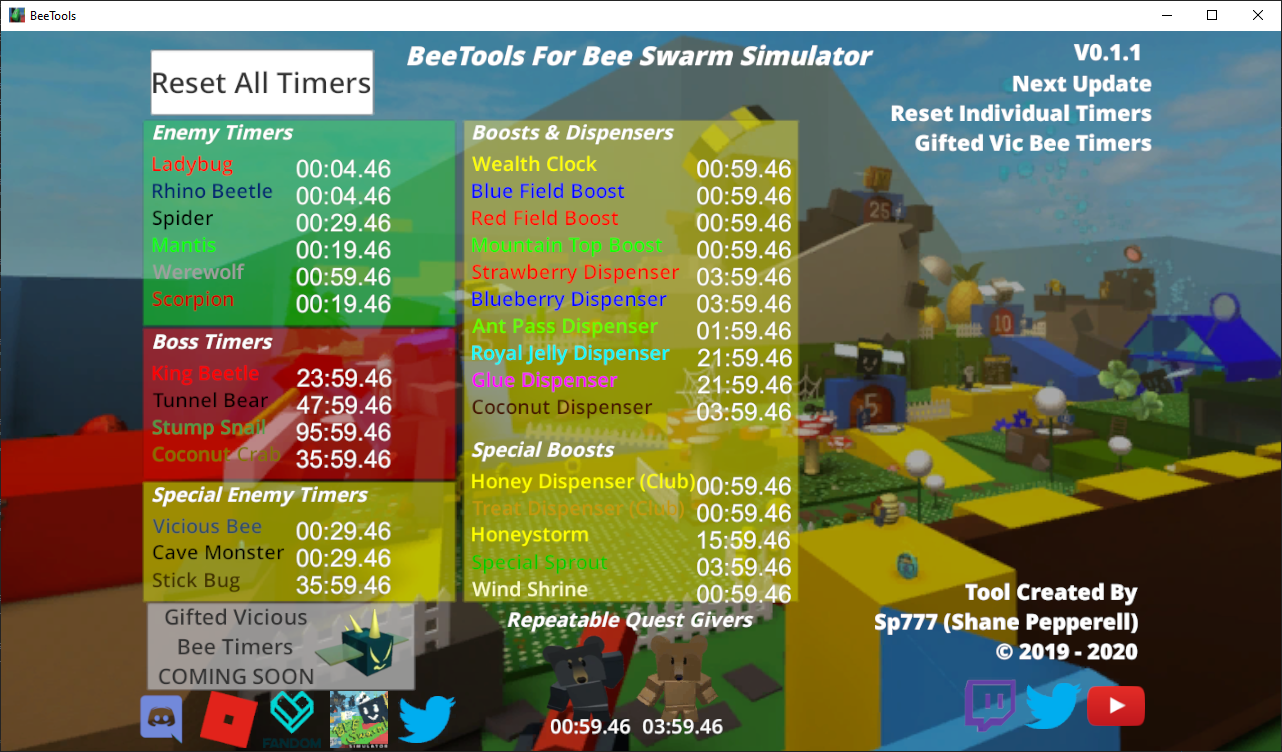 BeeTools
BeeTools For Bee Swarm Simulator
V0.1.1
Next Update
Reset Individual Timers
Gifted Vic Bee Timers
Reset All Timers
Enemy Timers
Ladybug 00:04.46
Rhino Beetle 00:04.46
Spider 00:29.46
Mantis 00:19.46
Werewolf 00:59.46
Scorpion 00:19.46
Boss Timers
King Beetle 23:59.46
Tunnel Bear 47:59.46
Stump Snail 95:59.46
Coconut Crab 35:59.46
Special Enemy Timers
Vicious Bee 00:29.46
Cave Monster 00:29.46
Stick Bug 35:59.46
Gifted Vicious
Bee Timers
COMING SOON
Boosts & Dispensers
Wealth Clock 00:59.46
Blue Field Boost 00:59.46
Red Field Boost 00:59.46
Mountain Top Boost 00:59.46
Strawberry Dispenser 03:59.46
Blueberry Dispenser 03:59.46
Ant Pass Dispenser 01:59.46
Royal Jelly Dispenser 21:59.46
Glue Dispenser 21:59.46
Coconut Dispenser 03:59.46
Special Boosts
Honey Dispenser (Club) 00:59.46
Treat Dispenser (Club) 00:59.46
Honeystorm 15:59.46
Special Sprout 03:59.46
Wind Shrine 00:59.46
Repeatable Quest Givers
00:59.46 03:59.46
25
10
5
Tool Created By
Sp777 (Shane Pepperell)
© 2019 - 2020
FANDOM
BEE SWARM
SIMULATOR